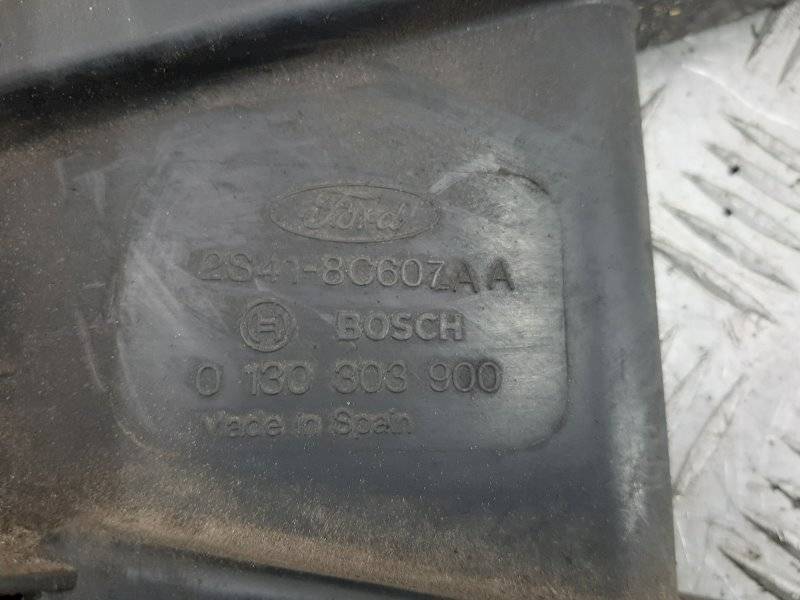 Ford
2S41-8C607AA
BOSCH
0 130 303 900
Made in Spain